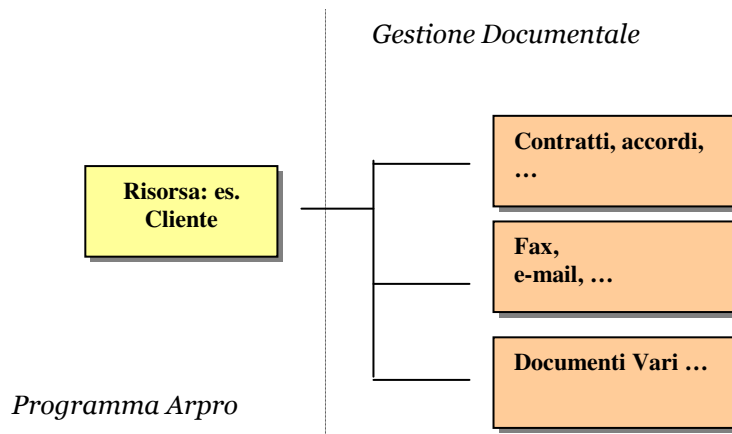 Gestione Documentale
Contratti, accordi,
…
Risorsa: es.
Cliente
Fax,
e-mail, …
Documenti Vari …
Programma Arpro